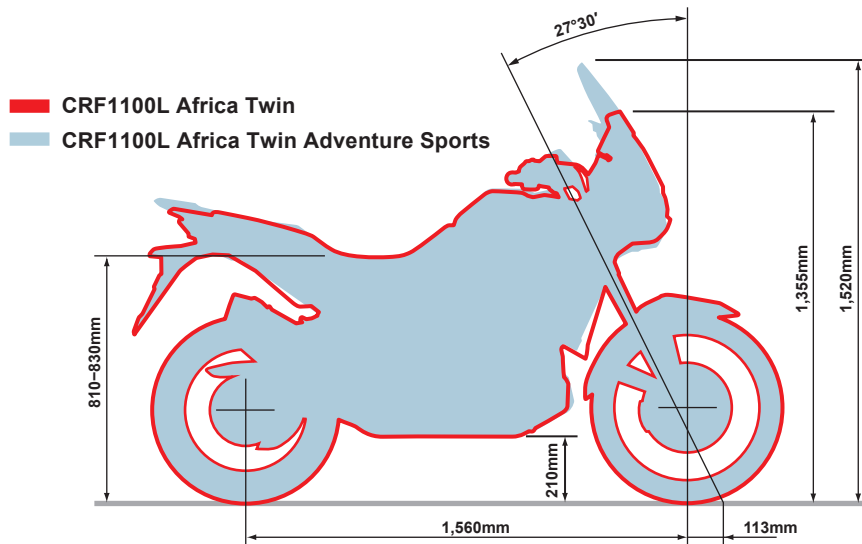 27°30'
CRF1100L Africa Twin
CRF1100L Africa Twin Adventure Sports
810–830mm
210mm
1,355mm
1,520mm
1,560mm
113mm